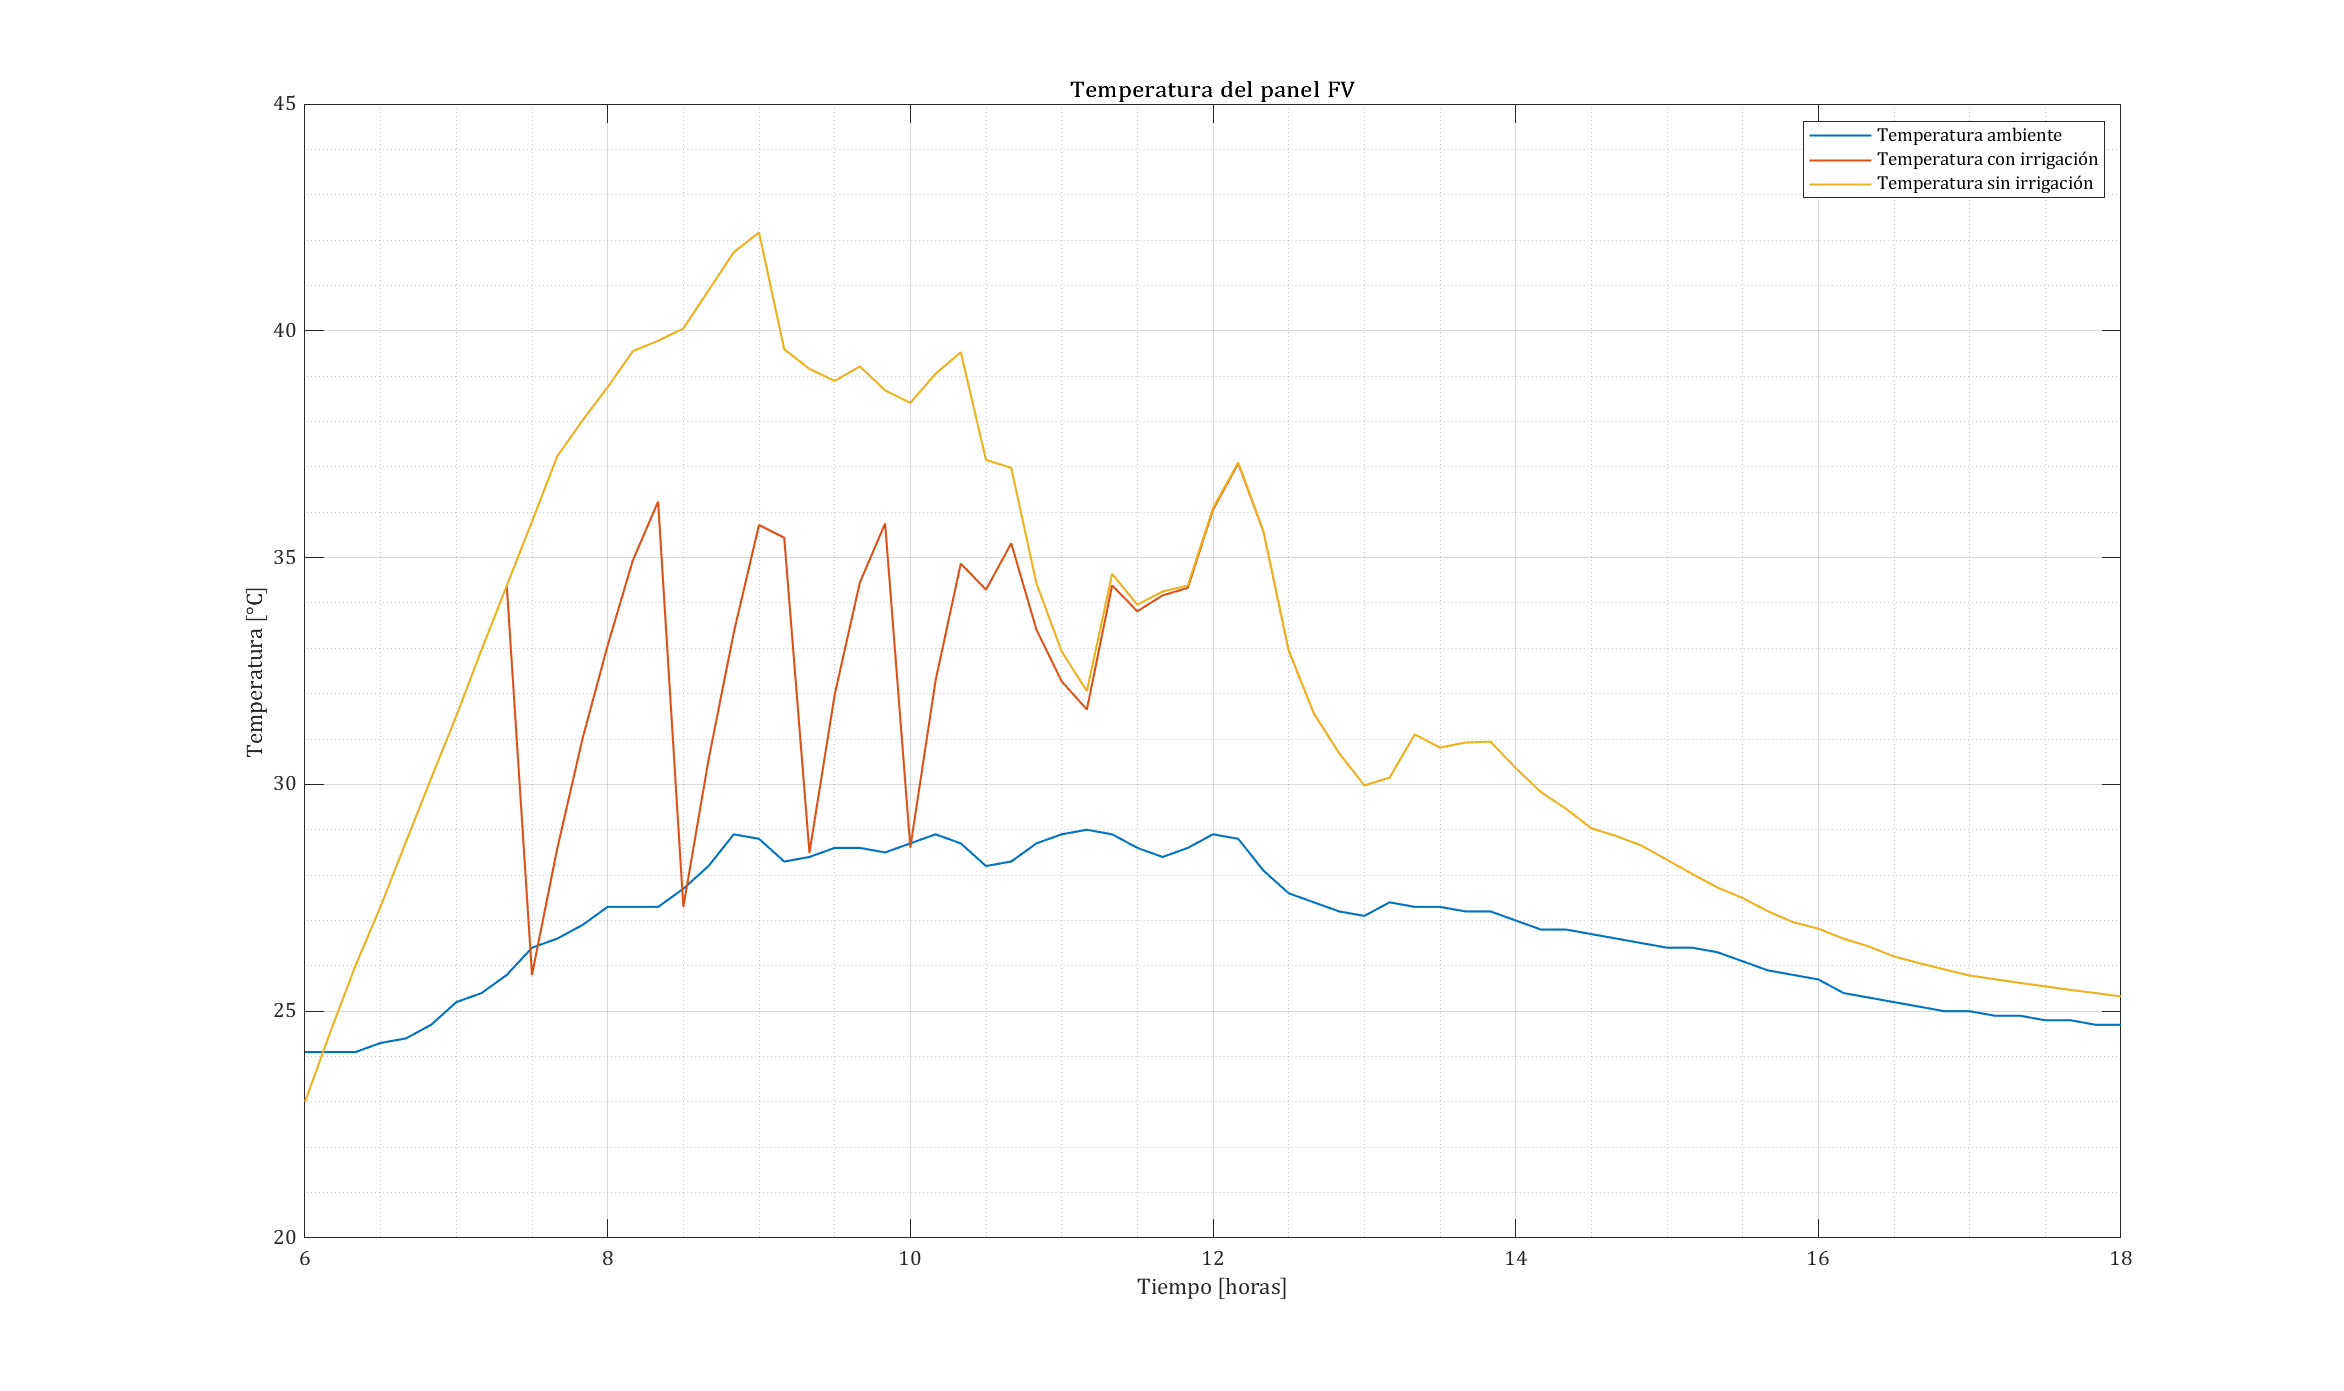 Temperatura del panel FV
45
40
35
30
25
20
Temperatura [°C]
Temperatura ambiente
Temperatura con irrigación
Temperatura sin irrigación
6 8 10 12 14 16 18
Tiempo [horas]